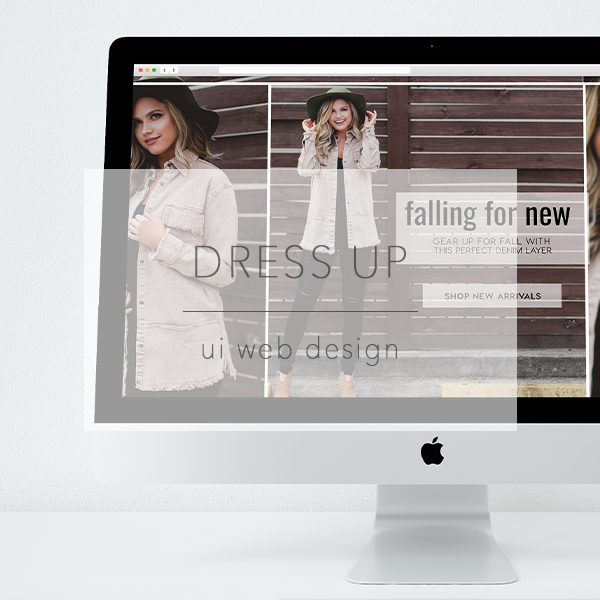 falling for new
GEAR UP FOR FALL WITH
THIS PERFECT DENIM LAYER
DRESS UP
SHOP NEW ARRIVALS
ui web design